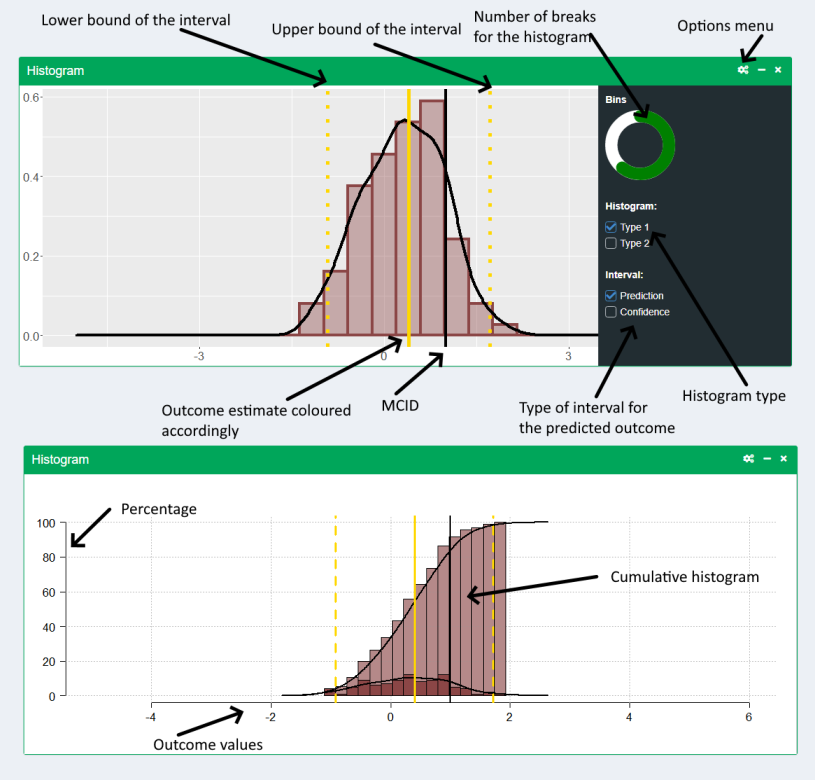 Lower bound of the interval
Upper bound of the interval
Number of breaks
for the histogram
Options menu
Histogram
0.6
0.4
0.2
0.0
-3
0
3
Bins
Histogram:
Type 1
Type 2
Interval:
Prediction
Confidence
Outcome estimate coloured
accordingly
MCID
Type of interval for
the predicted outcome
Histogram type
Histogram
Percentage
100
80
60
40
20
0
Cumulative histogram
-4
-2
0
2
4
6
Outcome values